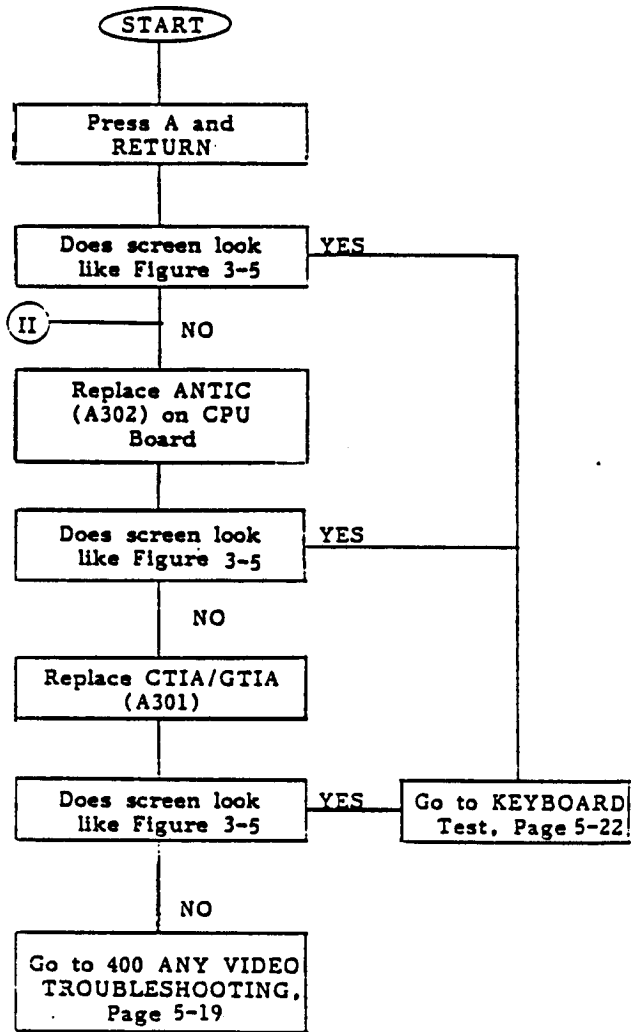 START
Press A and
RETURN
Does screen look
like Figure 3-5
YES
II
NO
Replace ANTIC
(A302) on CPU
Board
Does screen look
like Figure 3-5
YES
NO
Replace CTIA/GTIA
(A301)
Does screen look
like Figure 3-5
YES
Go to KEYBOARD
Test, Page 5-22
NO
Go to 400 ANY VIDEO
TROUBLESHOOTING,
Page 5-19